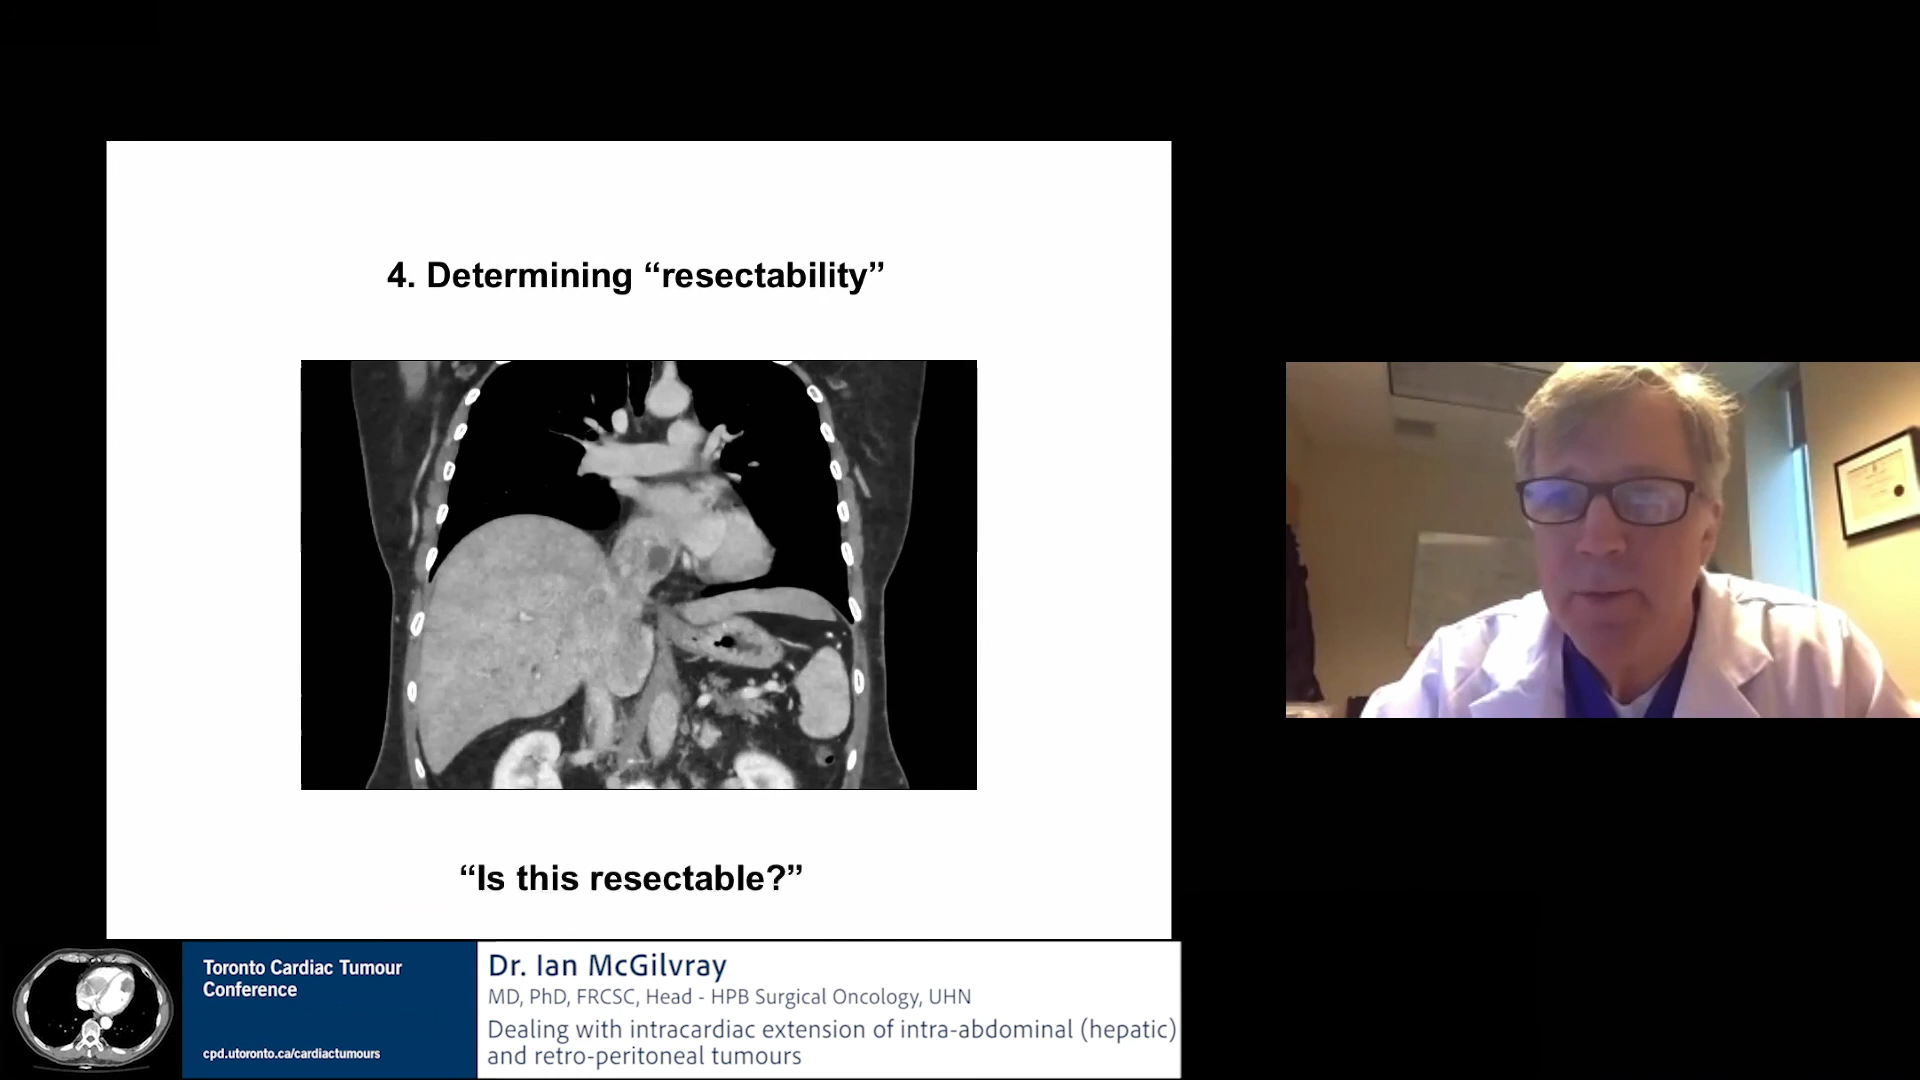 4. Determining “resectability”
“Is this resectable?”
Toronto Cardiac Tumour
Conference
cpd.utoronto.ca/cardiactumours
Dr. Ian McGilvray
MD, PhD, FRCSC, Head - HPB Surgical Oncology, UHN
Dealing with intracardiac extension of intra-abdominal (hepatic)
and retro-peritoneal tumours